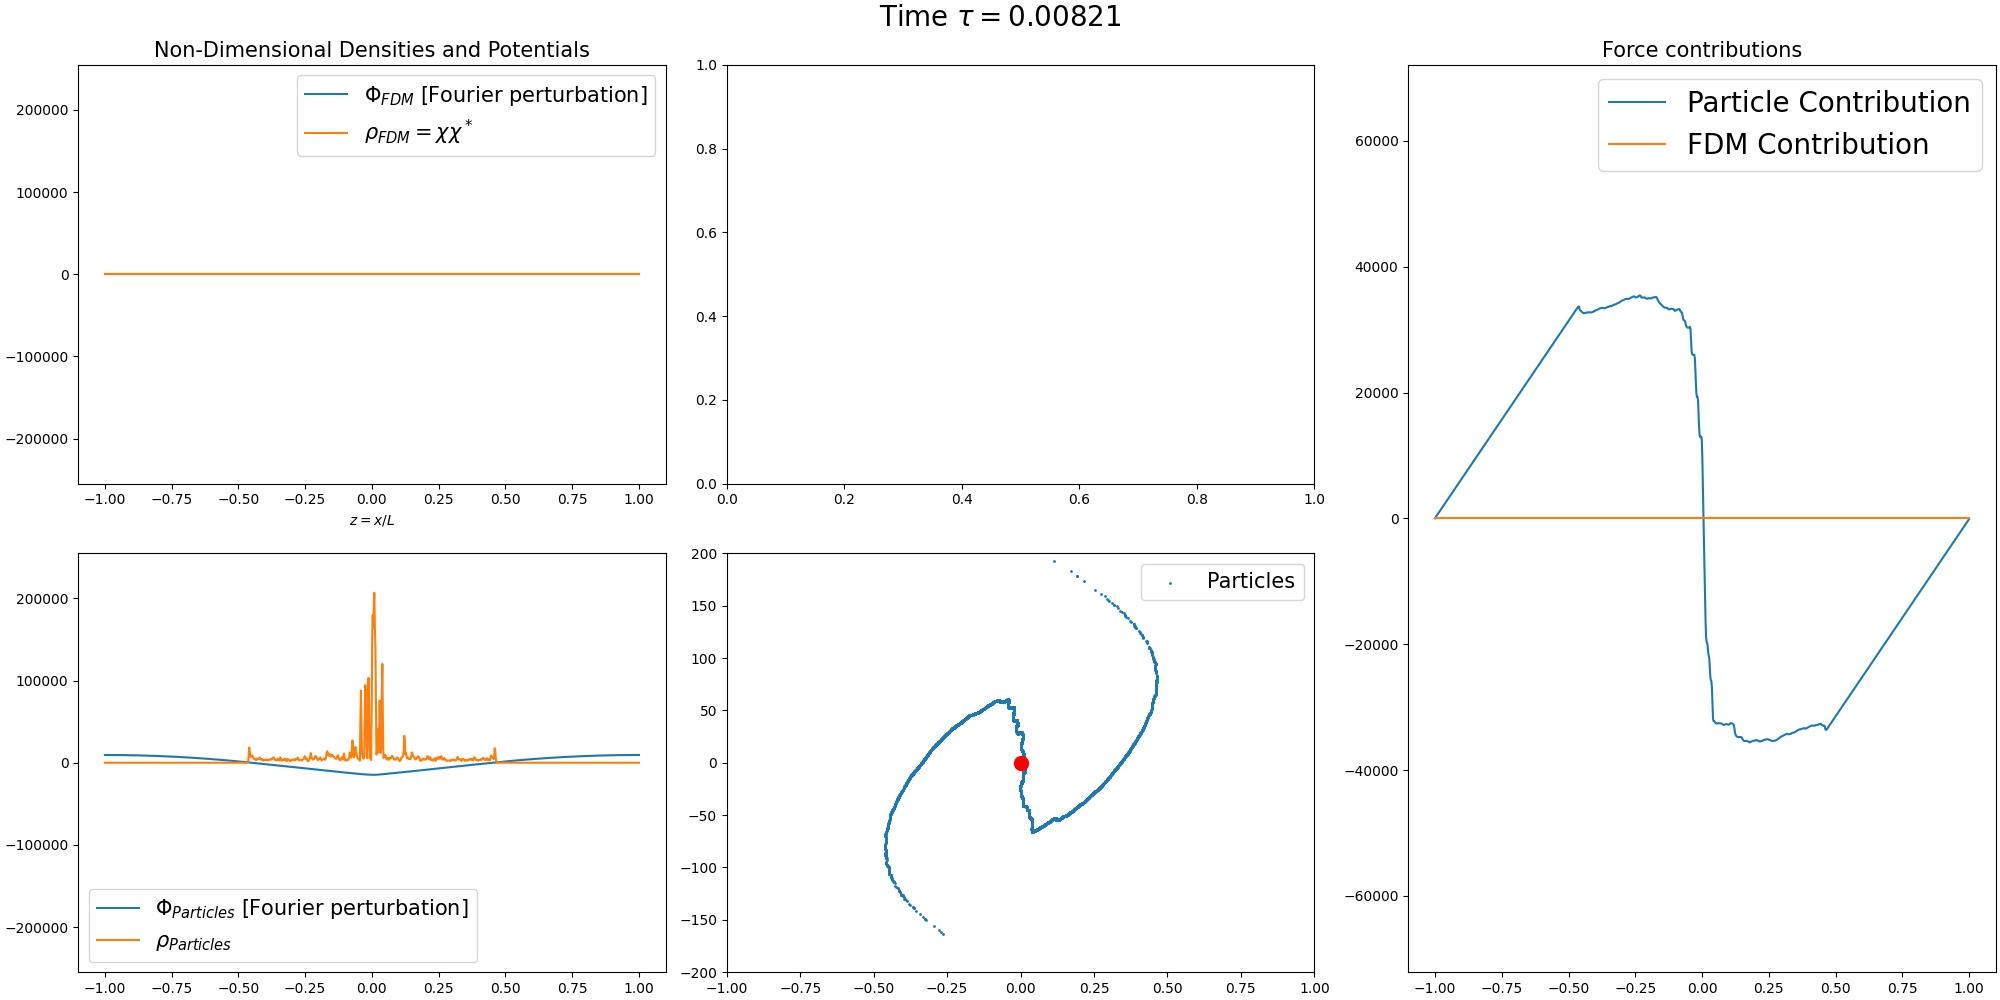 Time τ = 0.00821
Non-Dimensional Densities and Potentials
200000
100000
0
−100000
−200000
−1.00 −0.75 −0.50 −0.25 0.00 0.25 0.50 0.75 1.00
z = x/L
Φ_FDM [Fourier perturbation]
ρ_FDM = χχ*
1.0
0.8
0.6
0.4
0.2
0.0
0.0 0.2 0.4 0.6 0.8 1.0
200000
100000
0
−100000
−200000
−1.00 −0.75 −0.50 −0.25 0.00 0.25 0.50 0.75 1.00
Φ_Particles [Fourier perturbation]
ρ_Particles
200
150
100
50
0
−50
−100
−150
−200
−1.00 −0.75 −0.50 −0.25 0.00 0.25 0.50 0.75 1.00
Particles
Force contributions
Particle Contribution
FDM Contribution
60000
40000
20000
0
−20000
−40000
−60000
−1.00 −0.75 −0.50 −0.25 0.00 0.25 0.50 0.75 1.00